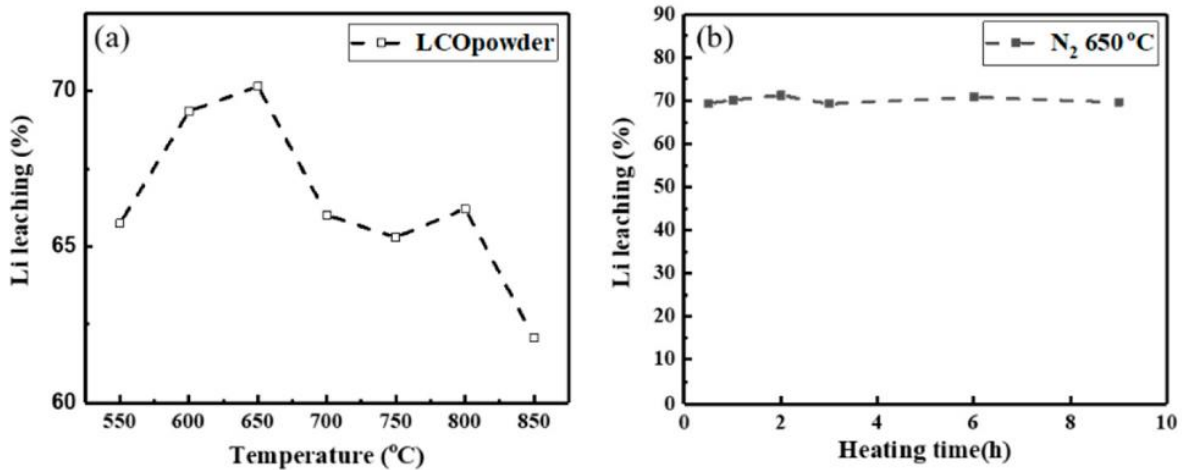 (a)
LCOpowder
70
65
60
Li leaching (%)
550 600 650 700 750 800 850
Temperature (°C)
(b)
N₂ 650 °C
90
80
70
60
50
40
30
20
10
0
Li leaching (%)
0 2 4 6 8 10
Heating time(h)